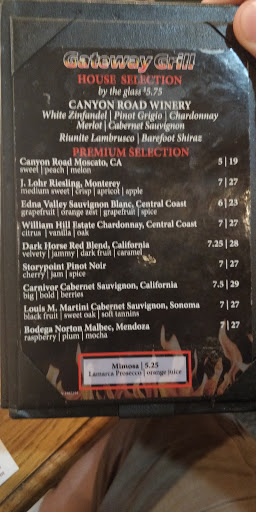 Gateway Grill
HOUSE SELECTION
by the glass $5.75
CANYON ROAD WINERY
White Zinfandel | Pinot Grigio | Chardonnay
Merlot | Cabernet Sauvignon
Riunite Lambrusco | Barefoot Shiraz
PREMIUM SELECTION
Canyon Road Moscato, CA 5 | 19
sweet | peach | melon
J. Lohr Riesling, Monterey 7 | 27
medium sweet | crisp | apricot | apple
Edna Valley Sauvignon Blanc, Central Coast 6 | 23
grapefruit | orange zest | grapefruit | spice
William Hill Estate Chardonnay, Central Coast 7 | 27
citrus | vanilla | oak
Dark Horse Red Blend, California 7.25 | 28
velvety | jammy | dark fruit | caramel
Storypoint Pinot Noir 7 | 27
cherry | jam | spice
Carnivor Cabernet Sauvignon, California 7.5 | 29
big | bold | berries
Louis M. Martini Cabernet Sauvignon, Sonoma 7 | 27
black fruit | sweet oak | soft tannins
Bodega Norton Malbec, Mendoza 7 | 27
raspberry | plum | mocha
Mimosa | 5.25
Lamarca Prosecco | orange juice